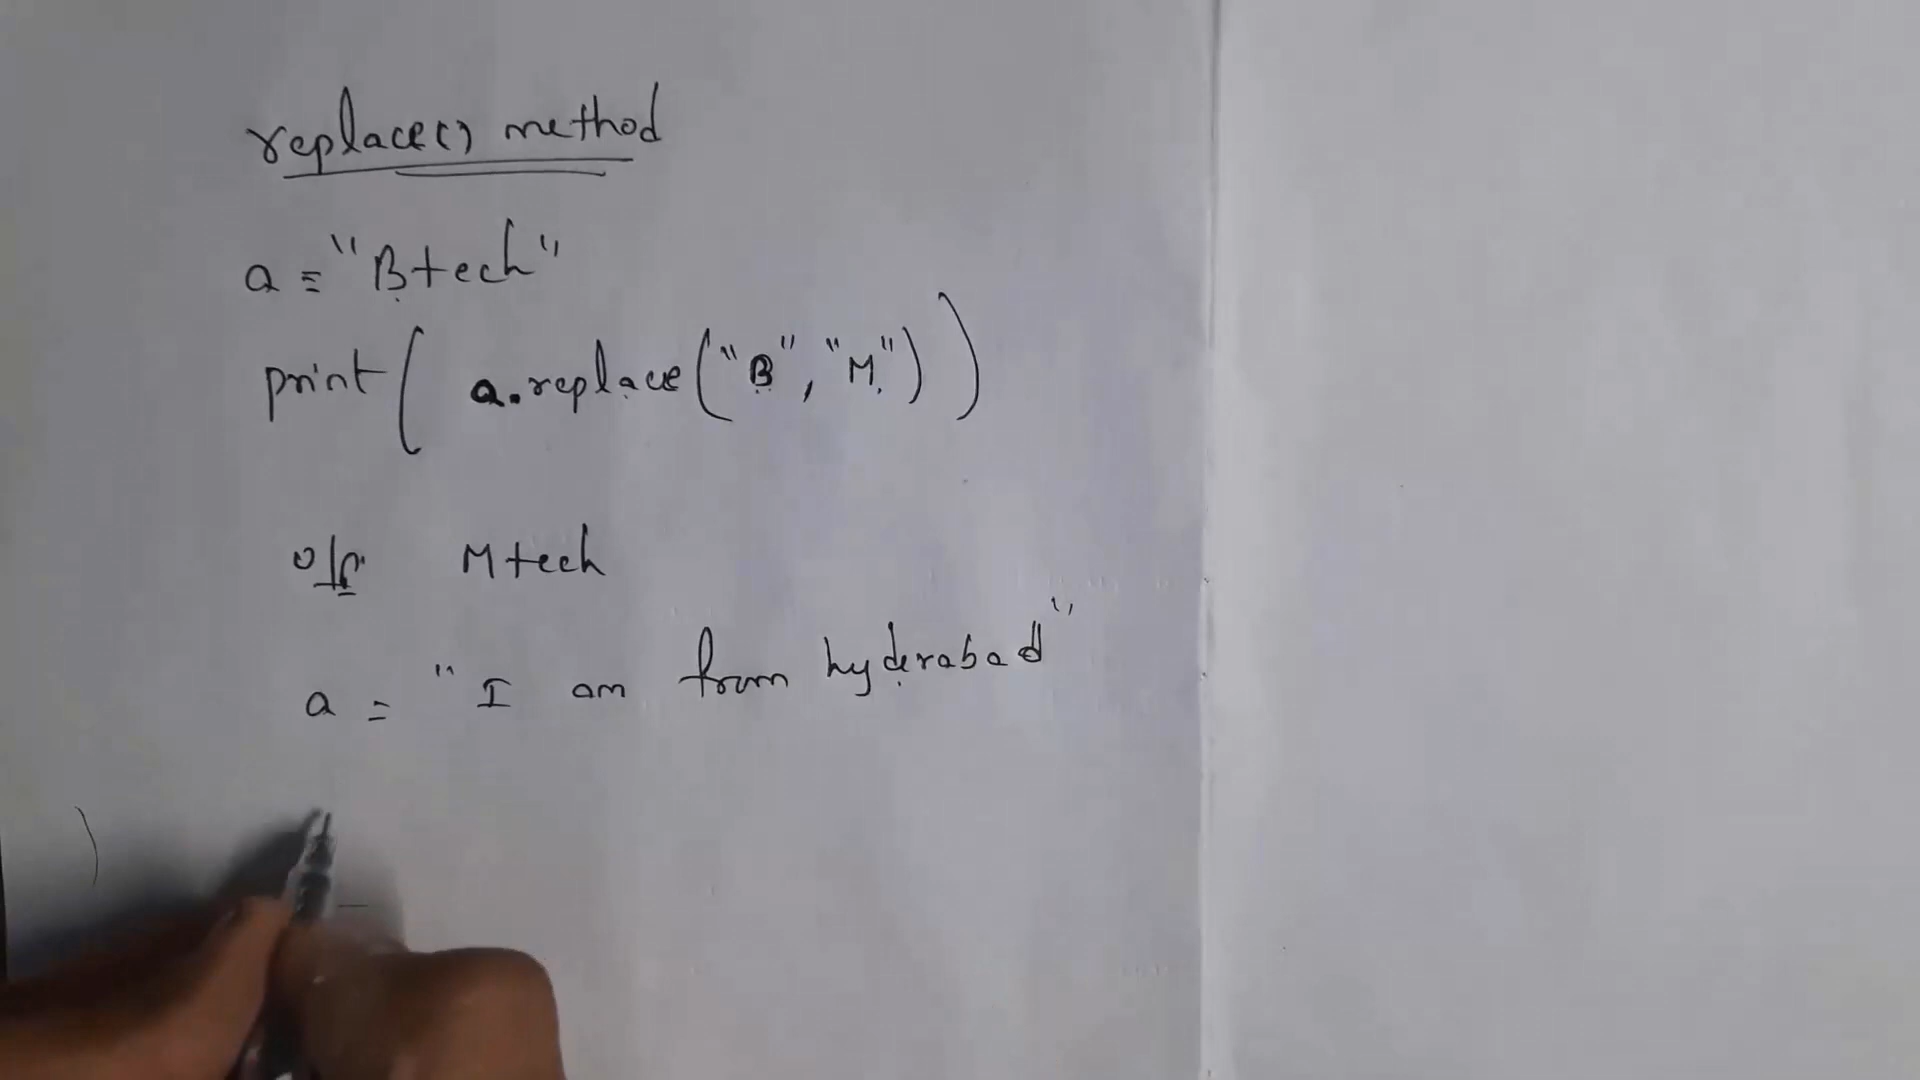 replace() method
a = "Btech"
print( a.replace("B", "M"))
o/p Mtech
a = "I am from hyderabad"